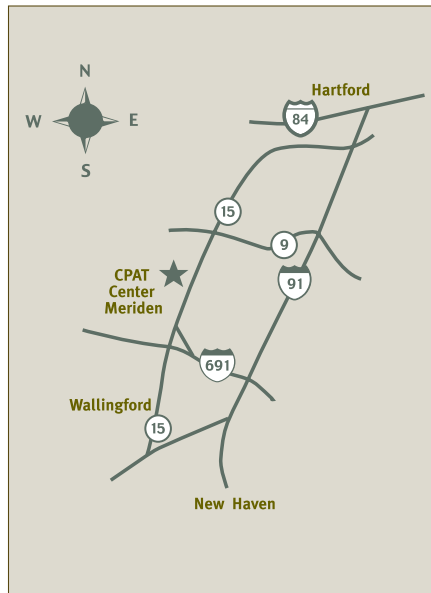 N
W E
S
Hartford
84
15
9
CPAT
Center
Meriden
91
691
Wallingford
15
New Haven